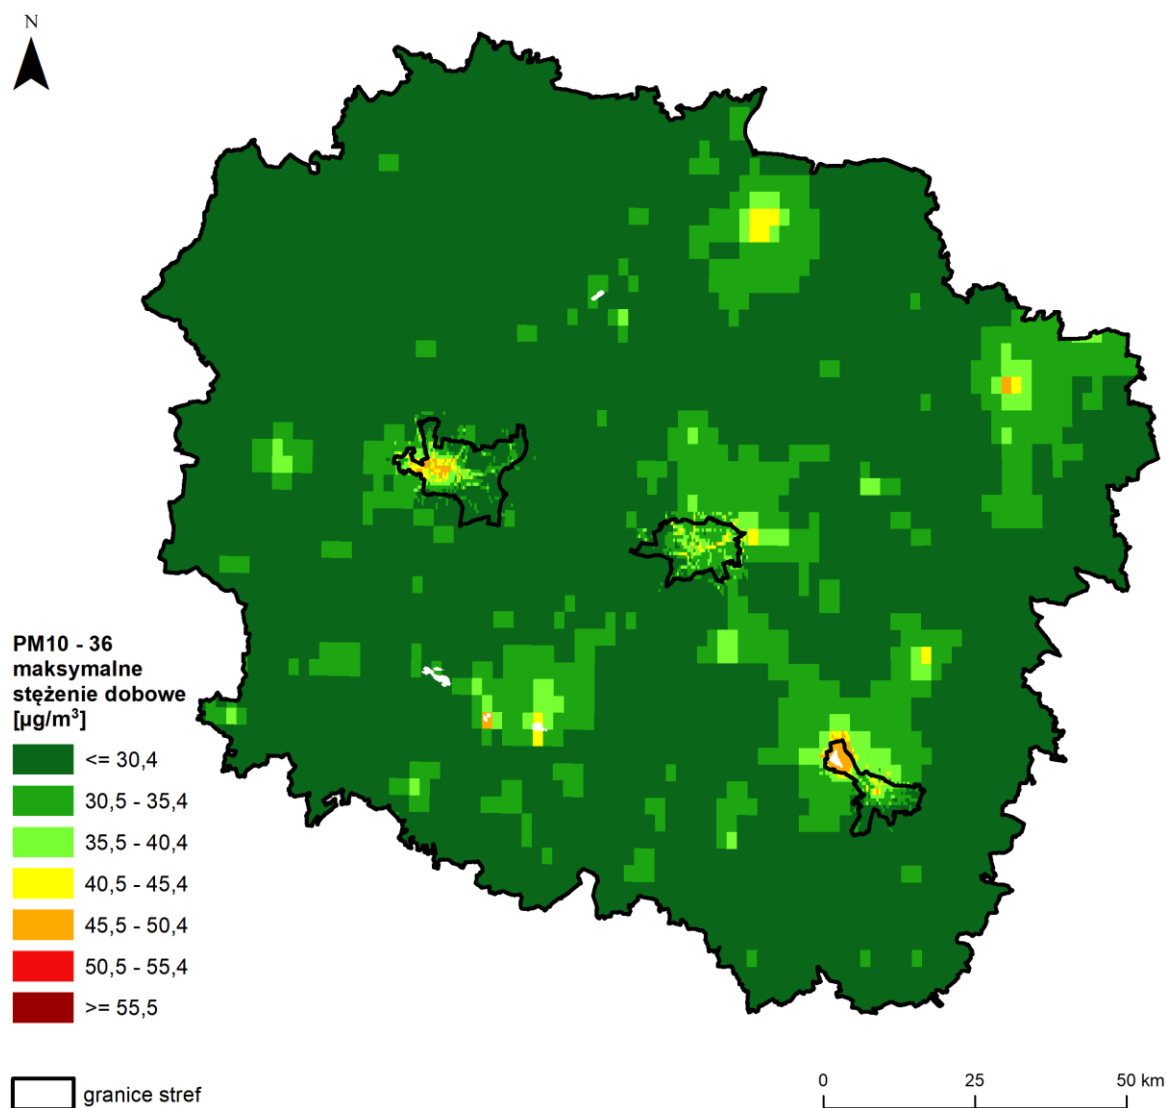 N
PM10 - 36
maksymalne
stężenie dobowe
[µg/m³]
<= 30,4
30,5 - 35,4
35,5 - 40,4
40,5 - 45,4
45,5 - 50,4
50,5 - 55,4
>= 55,5
granice stref
0 25 50 km